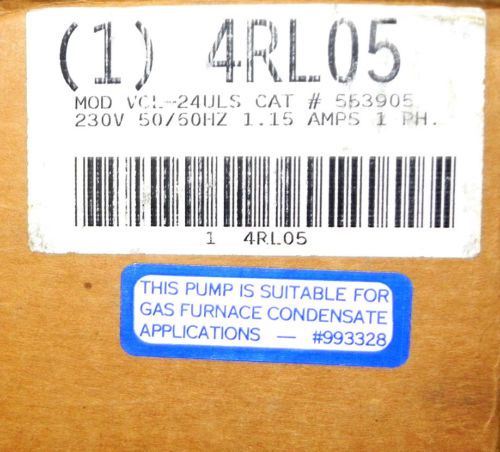 (1) 4RL05
MOD VCL-24ULS CAT # 553905
230V 50/60HZ 1.15 AMPS 1 PH.
1 4RL05
THIS PUMP IS SUITABLE FOR
GAS FURNACE CONDENSATE
APPLICATIONS — #993328